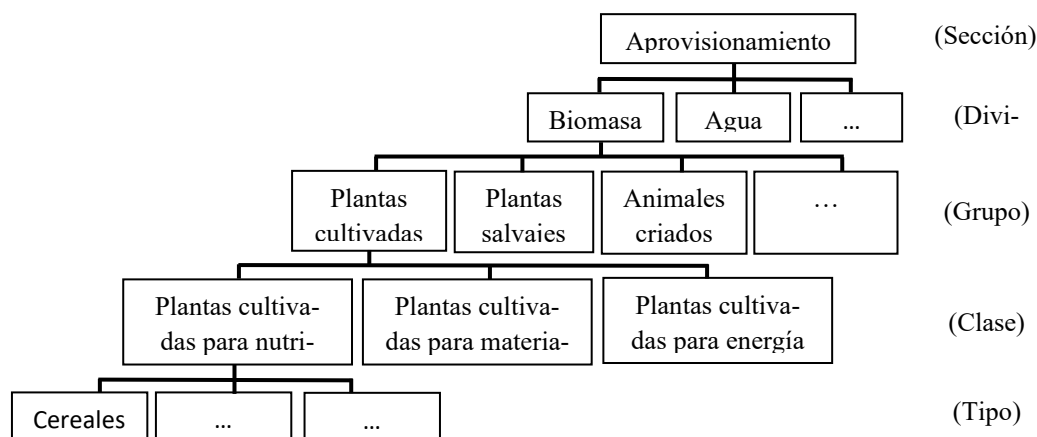 Aprovisionamiento (Sección)
Biomasa Agua ... (Divi-
Plantas Plantas Animales …
cultivadas salvajes criados (Grupo)
Plantas cultiva- Plantas cultiva- Plantas cultiva-
das para nutri- das para materia- das para energía (Clase)
Cereales ... ... (Tipo)